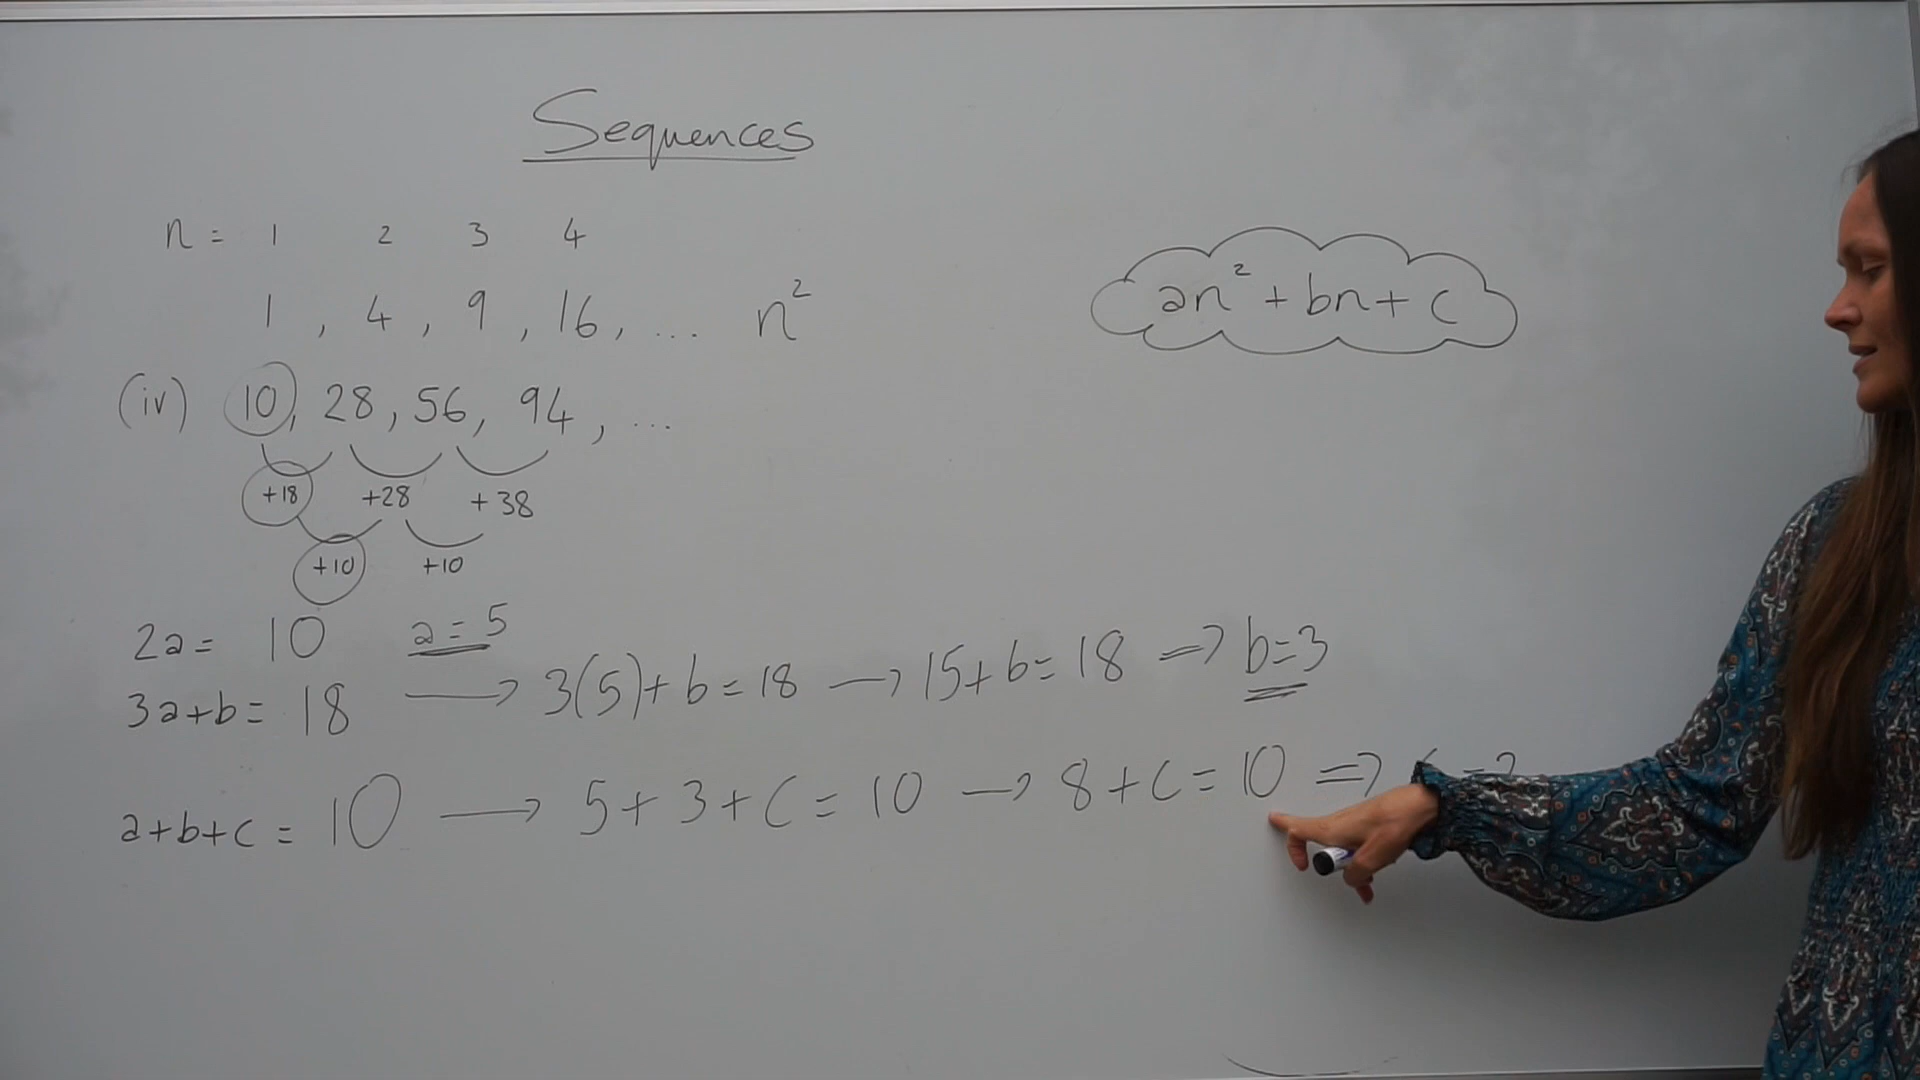 Sequences
n = 1 2 3 4
1, 4, 9, 16, ... n²
an² + bn + c
(iv) 10, 28, 56, 94, ...
+18 +28 +38
+10 +10
2a = 10 a = 5
3a+b = 18 → 3(5)+b = 18 → 15+b = 18 ⇒ b=3
a+b+c = 10 → 5+3+c = 10 → 8+c = 10 ⇒